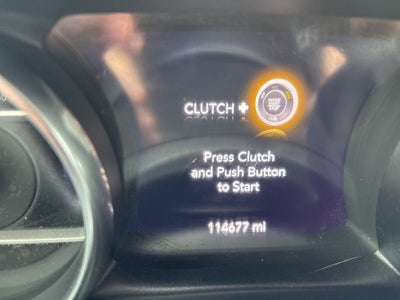 CLUTCH +
Press Clutch
and Push Button
to Start
114677 mi